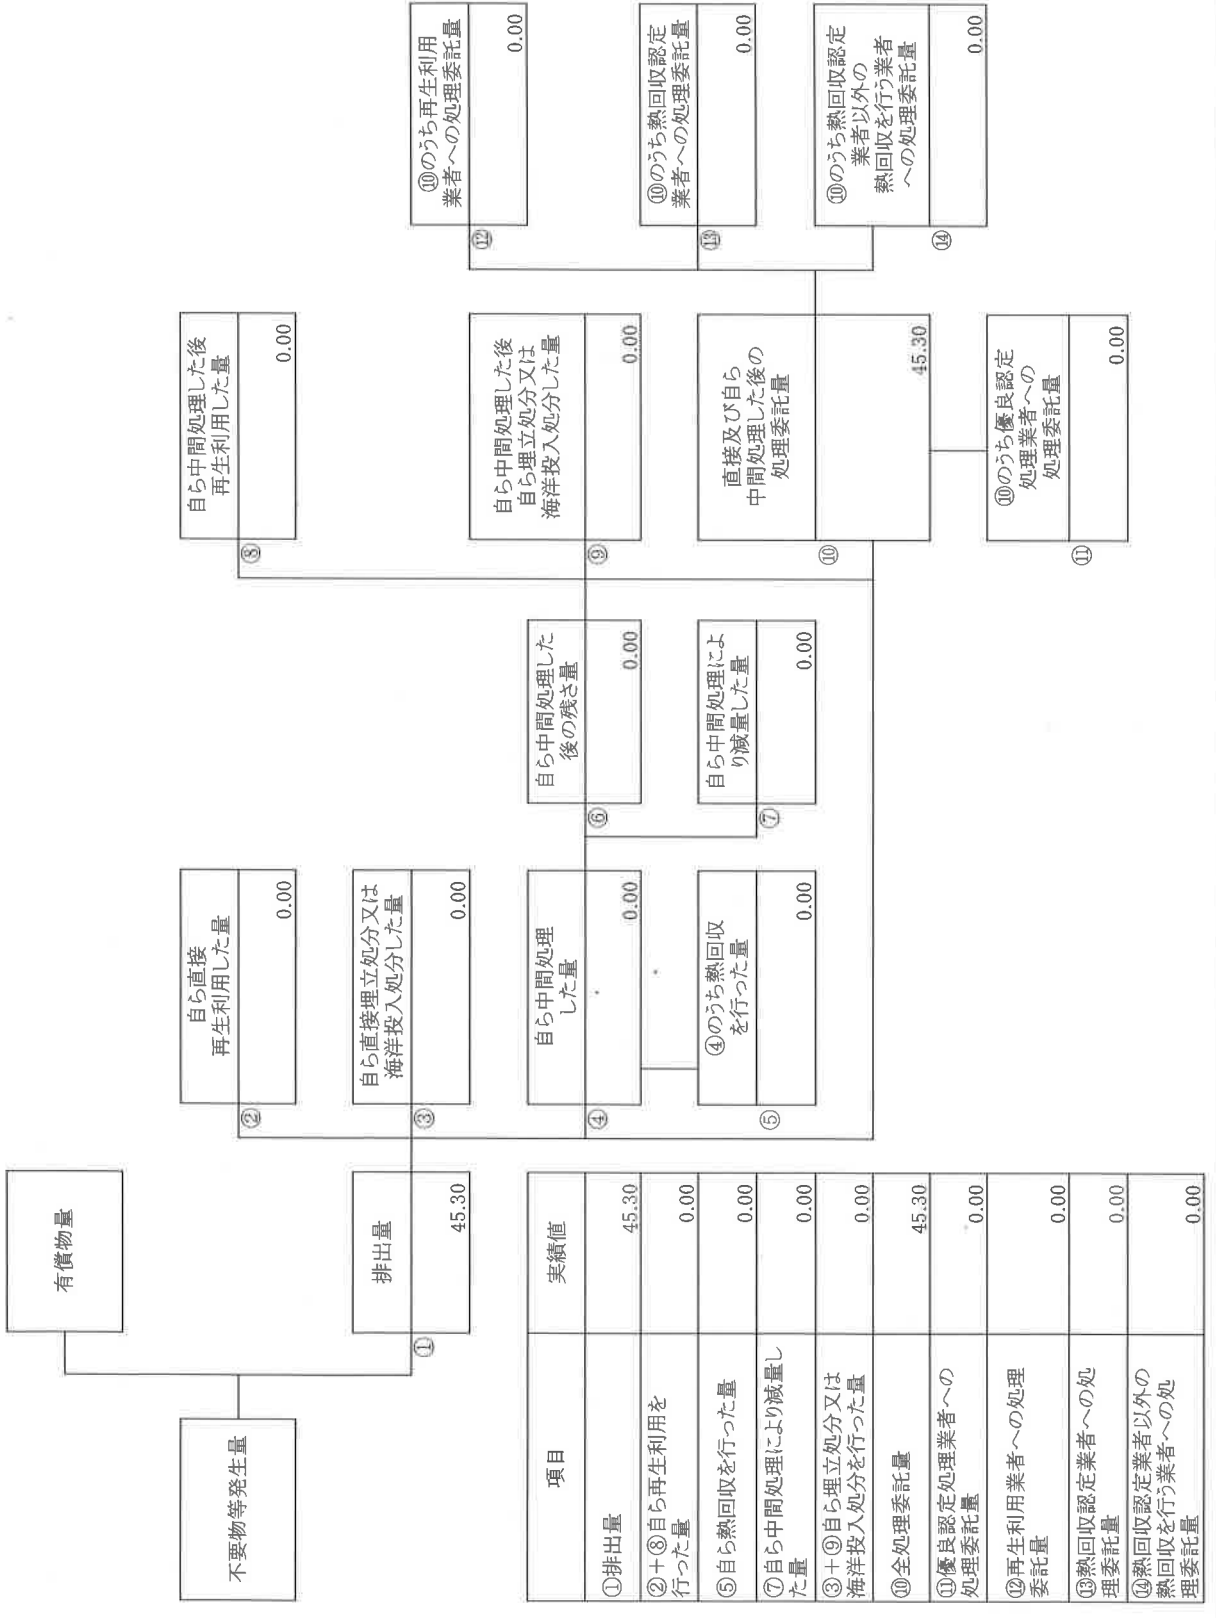 不要物等発生量
有償物量
排出量
①
45.30
自ら直接
再生利用した量
②
0.00
自ら直接埋立処分又は
海洋投入処分した量
③
0.00
自ら中間処理
した量
④
0.00
④のうち熱回収
を行った量
⑤
0.00
自ら中間処理した
後の残さ量
⑥
0.00
自ら中間処理によ
り減量した量
⑦
0.00
自ら中間処理した後
再生利用した量
⑧
0.00
自ら中間処理した後
自ら埋立処分又は
海洋投入処分した量
⑨
0.00
直接及び自ら
中間処理した後の
処理委託量
⑩
45.30
⑩のうち優良認定
処理業者への
処理委託量
⑪
0.00
⑩のうち再生利用
業者への処理委託量
⑫
0.00
⑩のうち熱回収認定
業者への処理委託量
⑬
0.00
⑩のうち熱回収認定
業者以外の
熱回収を行う業者
への処理委託量
⑭
0.00
項目 実績値
①排出量 45.30
②＋⑧自ら再生利用を
行った量 0.00
⑤自ら熱回収を行った量 0.00
⑦自ら中間処理により減量し
た量 0.00
③＋⑨自ら埋立処分又は
海洋投入処分を行った量 0.00
⑩全処理委託量 45.30
⑪優良認定処理業者への
処理委託量 0.00
⑫再生利用業者への処理
委託量 0.00
⑬熱回収認定業者への処
理委託量 0.00
⑭熱回収認定業者以外の
熱回収を行う業者への処
理委託量 0.00